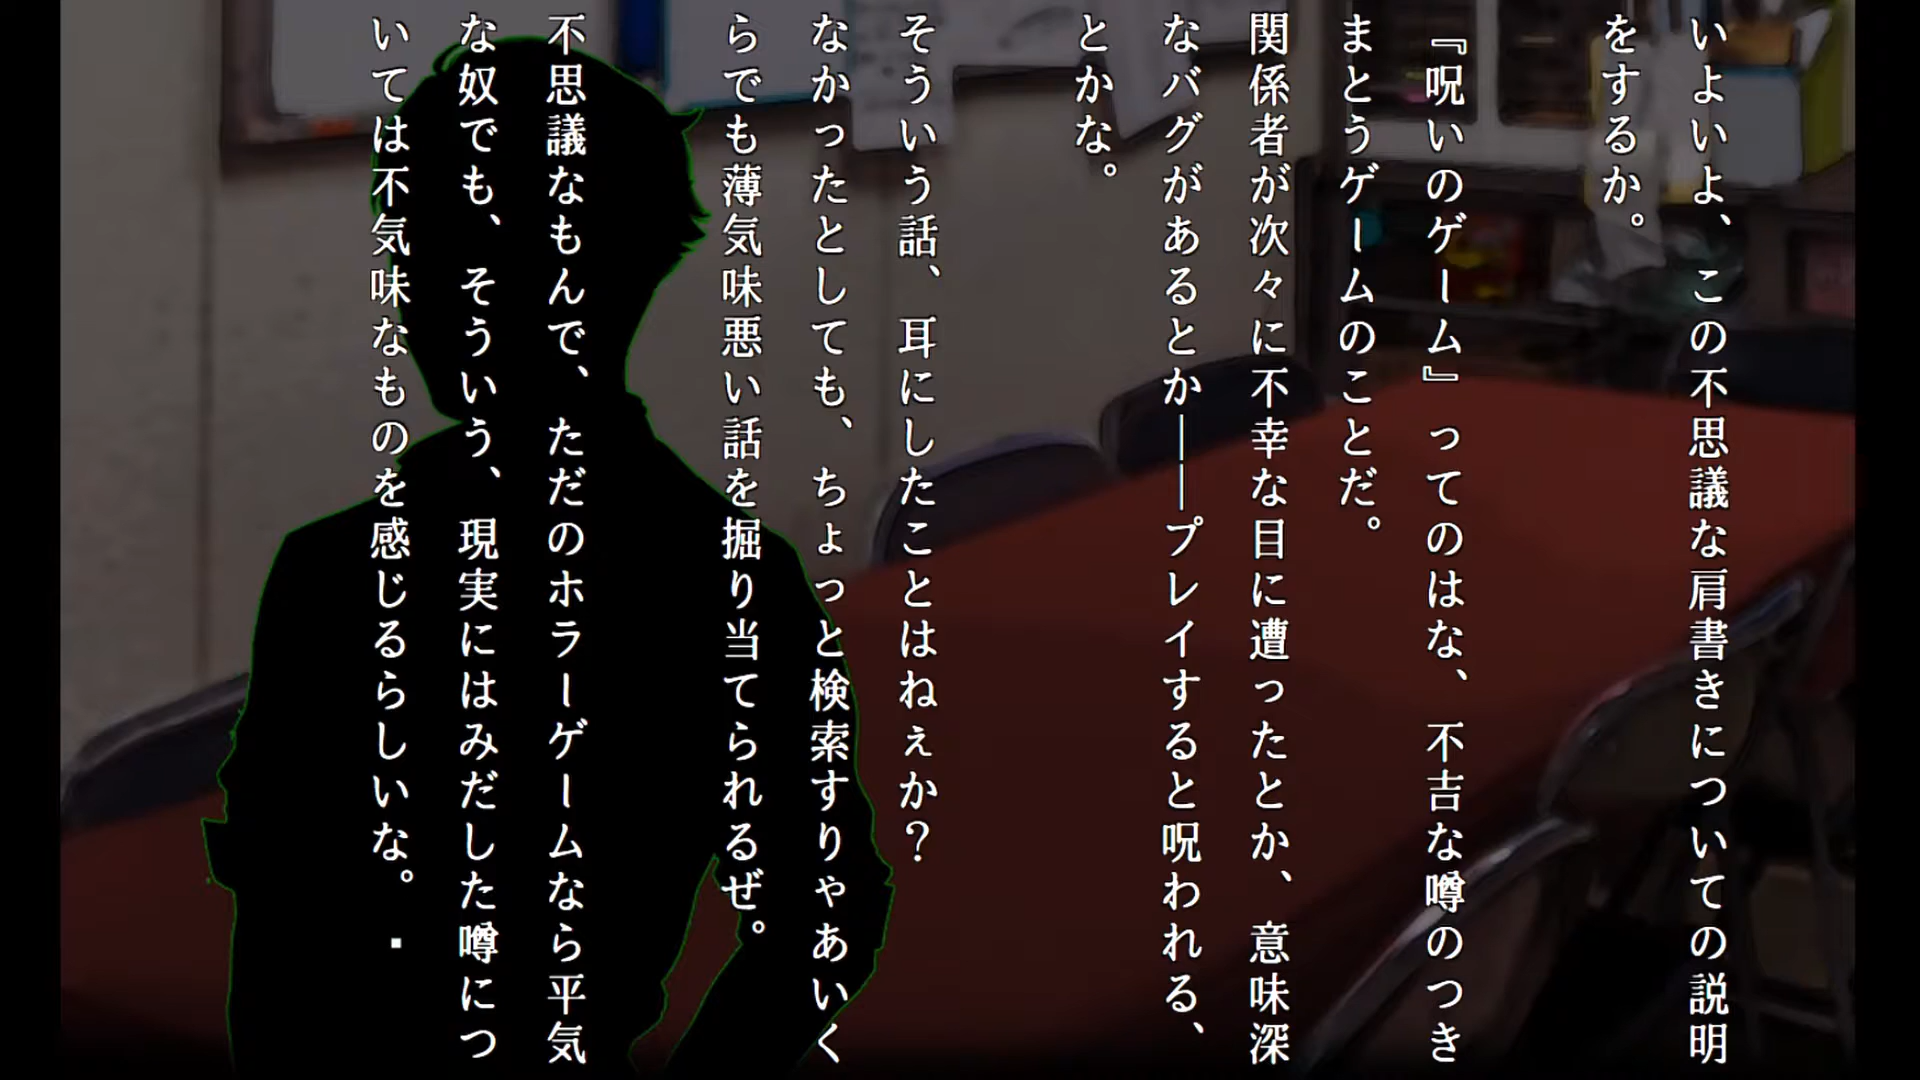 いよいよ、この不思議な肩書きについての説明
をするか。
『呪いのゲーム』ってのはな、不吉な噂のつき
まとうゲームのことだ。
関係者が次々に不幸な目に遭ったとか、意味深
なバグがあるとか――プレイすると呪われる、
とかな。
そういう話、耳にしたことはねぇか？
なかったとしても、ちょっと検索すりゃあいく
らでも薄気味悪い話を掘り当てられるぜ。
不思議なもんで、ただのホラーゲームなら平気
な奴でも、そういう、現実にはみだした噂につ
いては不気味なものを感じるらしいな。